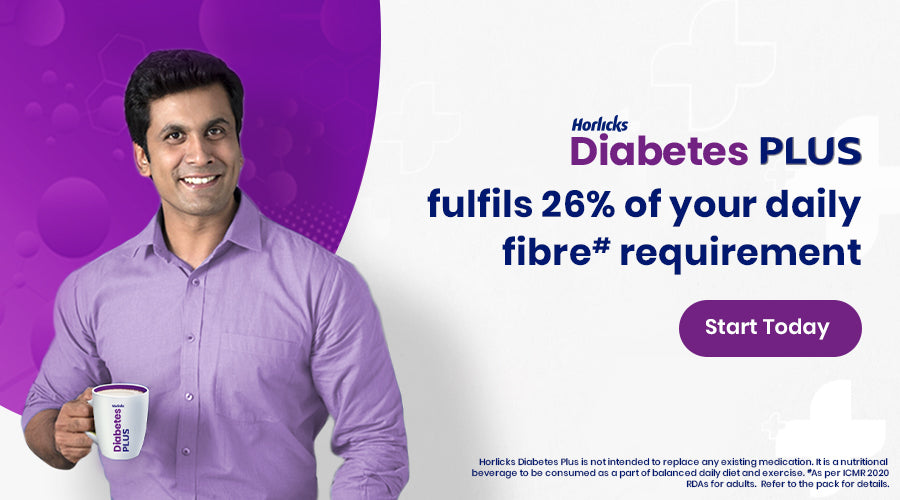 Horlicks
Diabetes PLUS
fulfils 26% of your daily
fibre# requirement
Start Today
Horlicks
Diabetes
PLUS
Horlicks Diabetes Plus is not intended to replace any existing medication. It is a nutritional
beverage to be consumed as a part of balanced daily diet and exercise. #As per ICMR 2020
RDAs for adults. Refer to the pack for details.